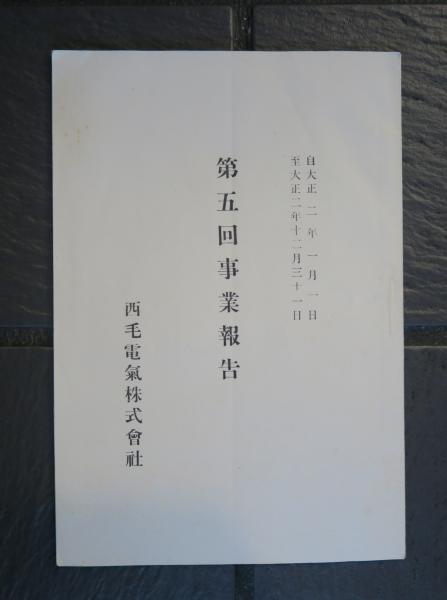 自大正二年一月一日
至大正二年十二月三十一日
第五回事業報告
西毛電氣株式會社